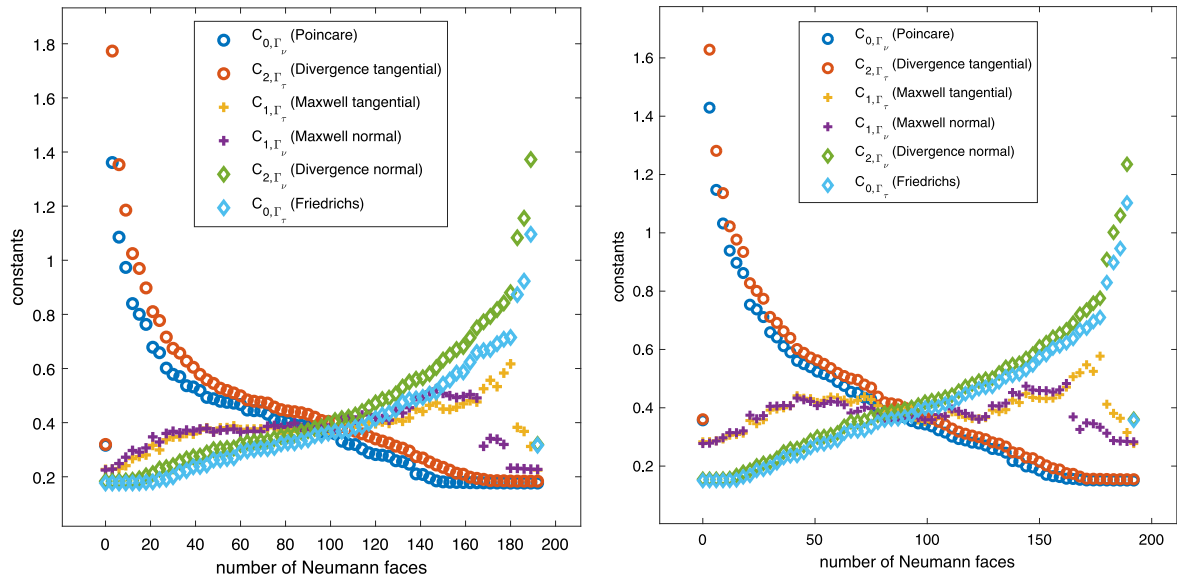 1.8
1.6
1.4
1.2
1
0.8
0.6
0.4
0.2
constants
0 20 40 60 80 100 120 140 160 180 200
number of Neumann faces
C0,Γν (Poincare)
C2,Γτ (Divergence tangential)
C1,Γτ (Maxwell tangential)
C1,Γν (Maxwell normal)
C2,Γν (Divergence normal)
C0,Γτ (Friedrichs)
1.6
1.4
1.2
1
0.8
0.6
0.4
0.2
constants
0 50 100 150 200
number of Neumann faces
C0,Γν (Poincare)
C2,Γτ (Divergence tangential)
C1,Γτ (Maxwell tangential)
C1,Γν (Maxwell normal)
C2,Γν (Divergence normal)
C0,Γτ (Friedrichs)